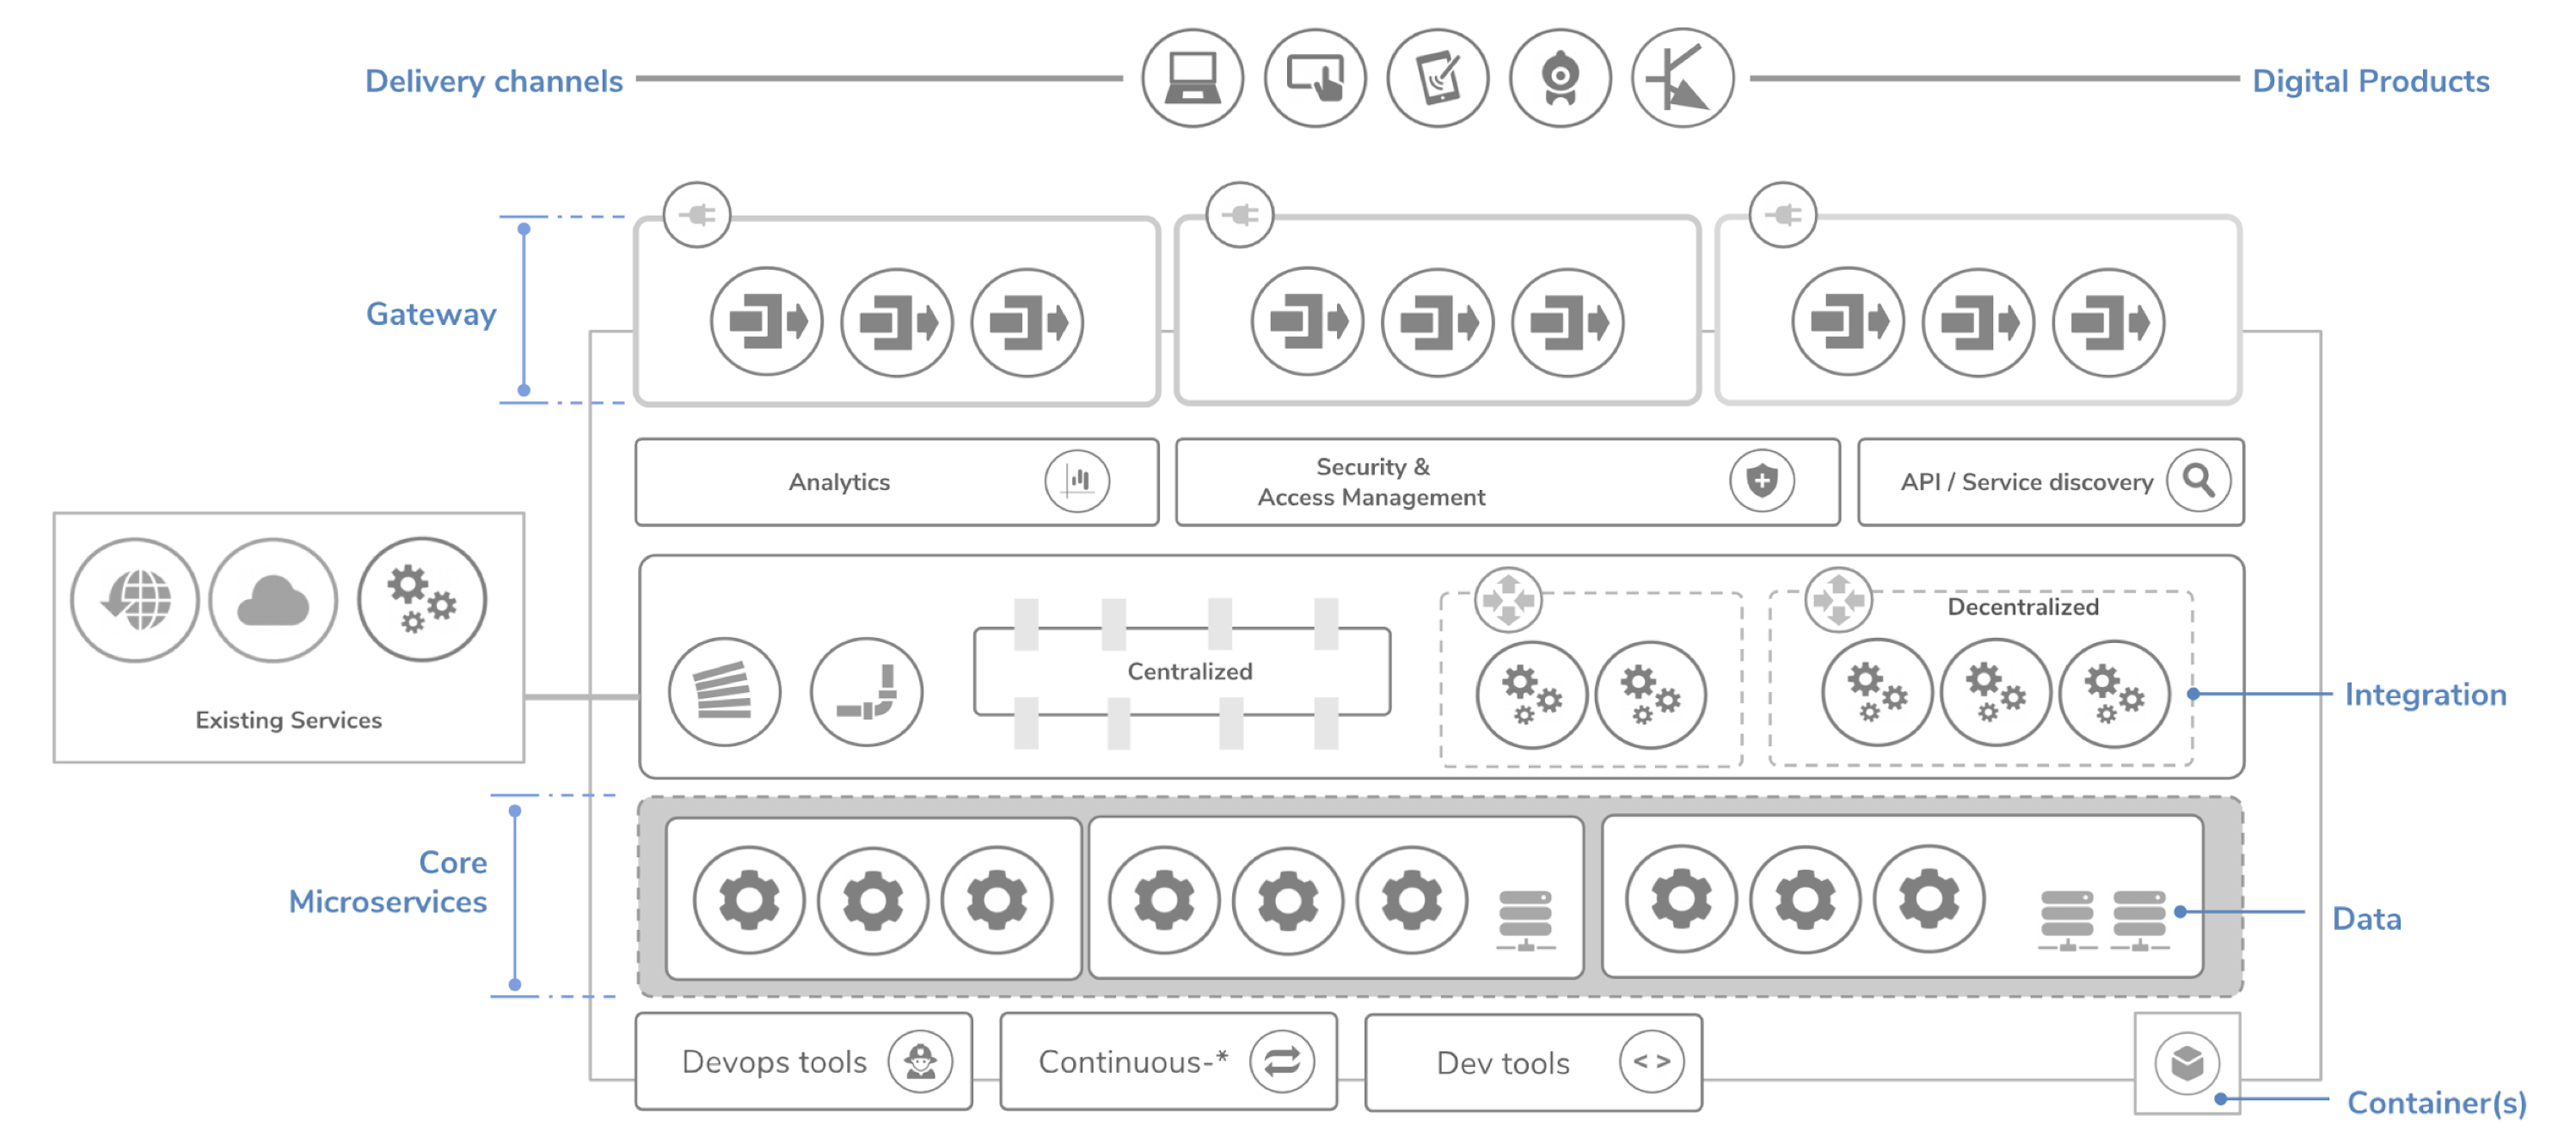 Delivery channels
Digital Products
Gateway
Analytics
Security &
Access Management
API / Service discovery
Existing Services
Centralized
Decentralized
Integration
Core
Microservices
Data
Devops tools
Continuous-*
Dev tools
< >
Container(s)